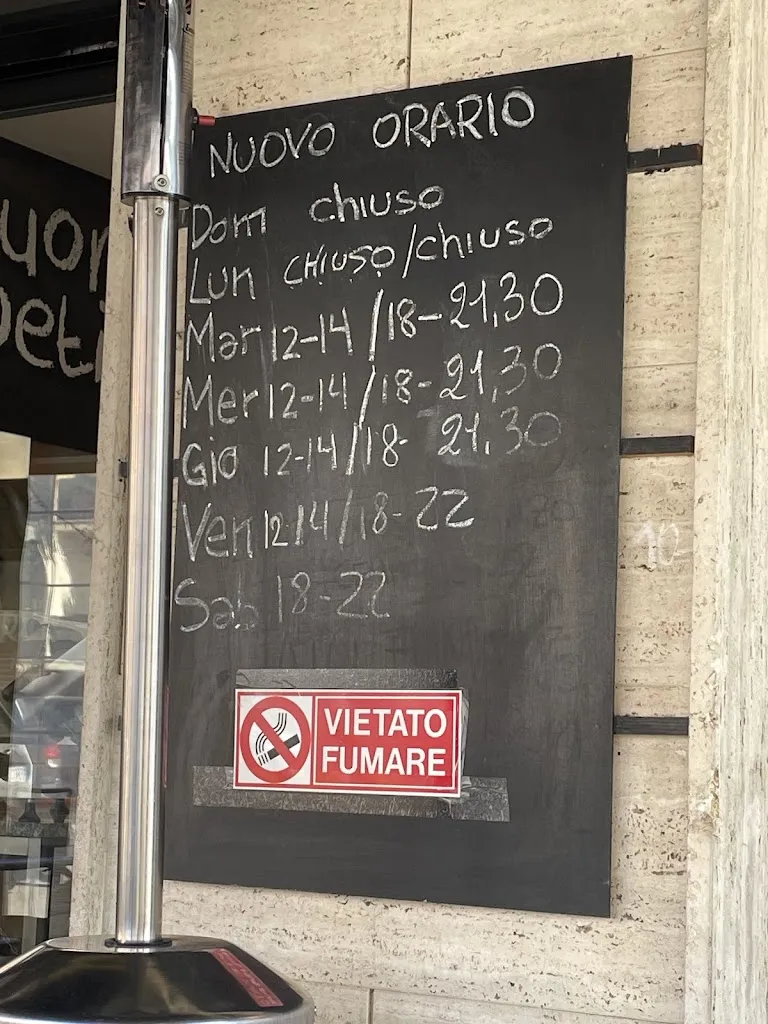 NUOVO ORARIO
Dom chiuso
Lun CHIUSO/chiuso
Mar 12-14/18-21,30
Mer 12-14/18-21,30
Gio 12-14/18-21,30
Ven 12 14/18-22
Sab 18-22
VIETATO
FUMARE
10